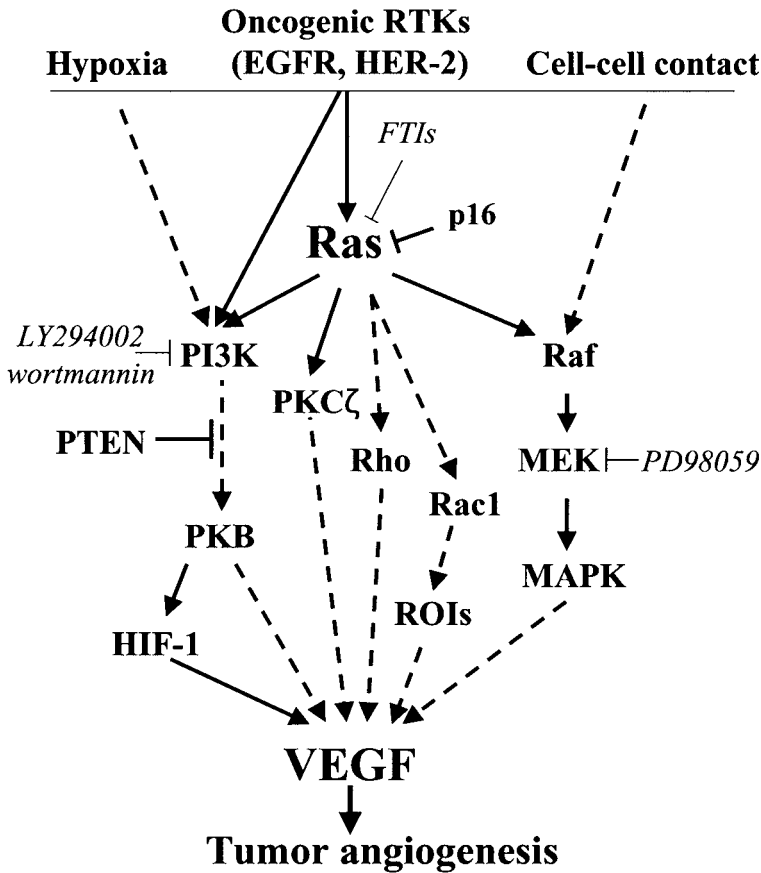 Oncogenic RTKs
Hypoxia
(EGFR, HER-2)
Cell-cell contact
FTIs
p16
Ras
LY294002
wortmannin
PI3K
Raf
PKCζ
PTEN
Rho
MEK
PD98059
Rac1
PKB
MAPK
ROIs
HIF-1
VEGF
Tumor angiogenesis